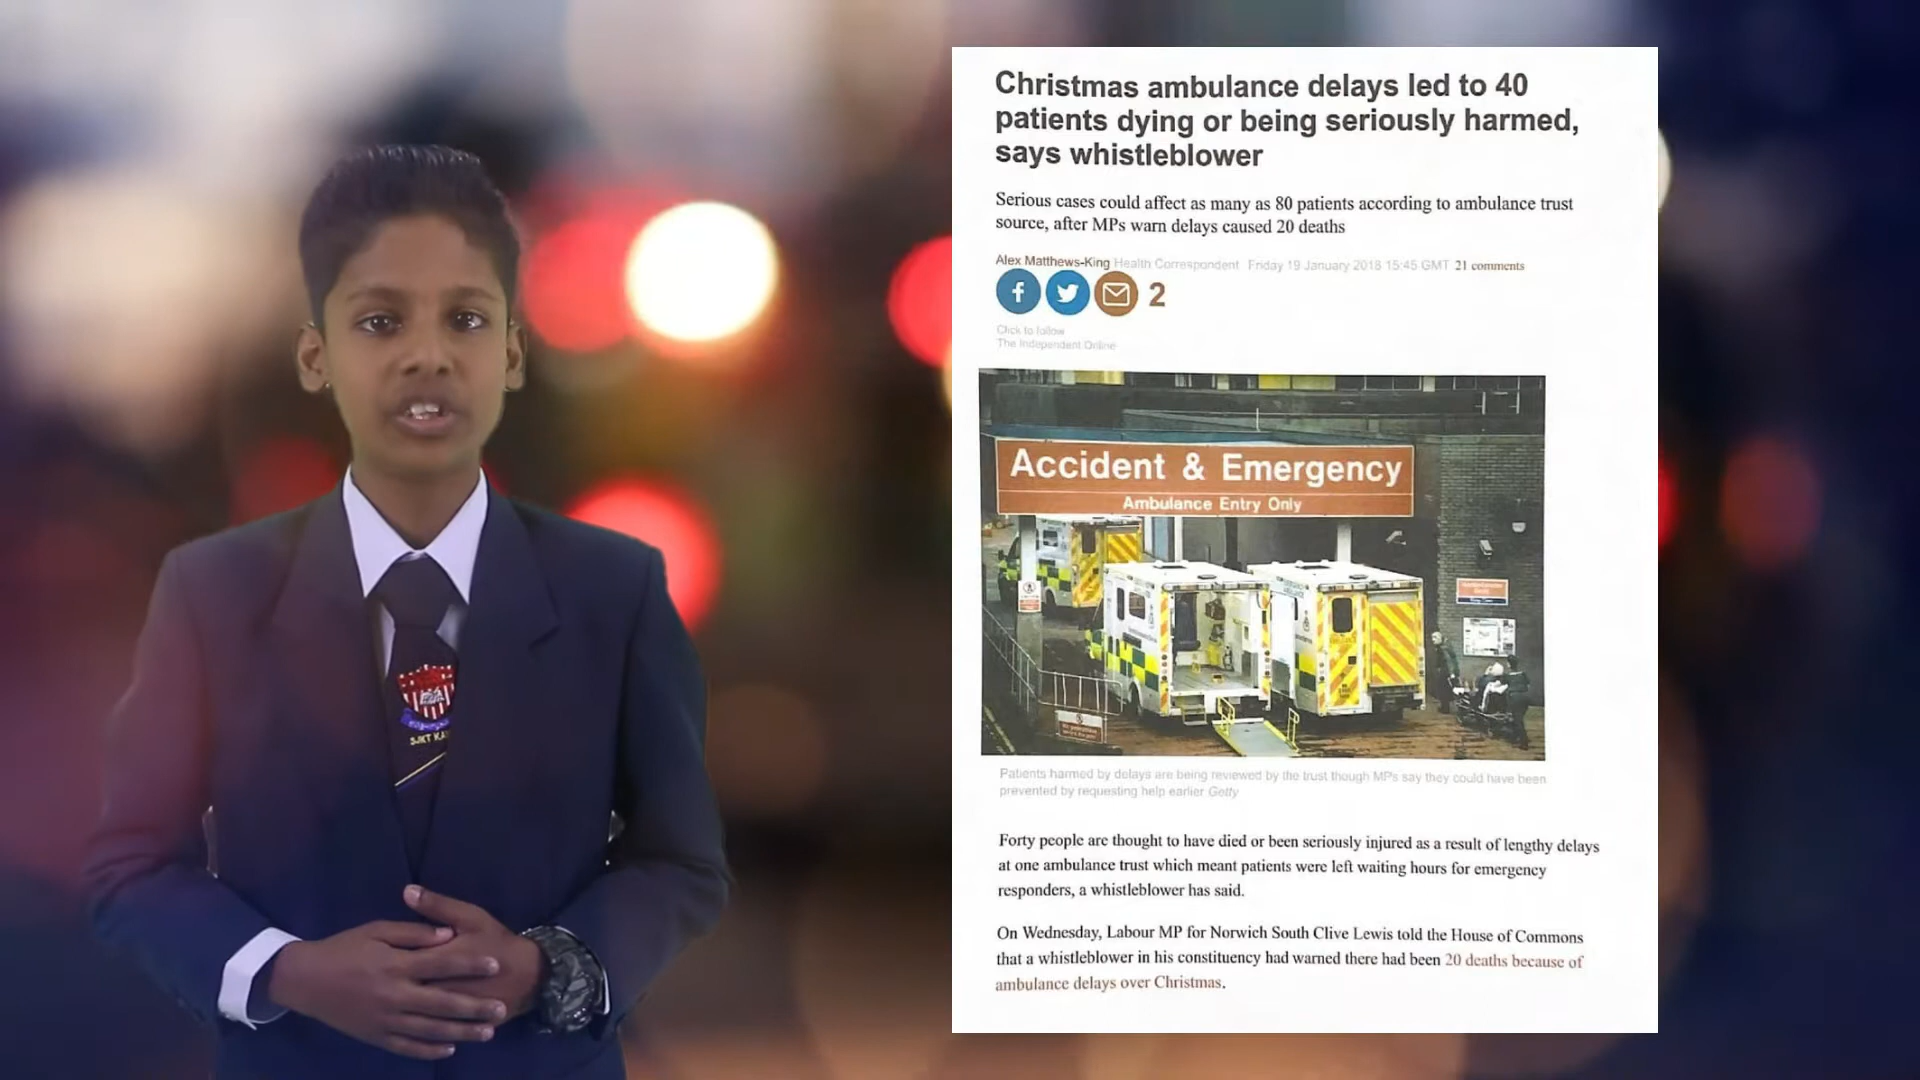 Christmas ambulance delays led to 40
patients dying or being seriously harmed,
says whistleblower
Serious cases could affect as many as 80 patients according to ambulance trust
source, after MPs warn delays caused 20 deaths
Alex Matthews-King Health Correspondent Friday 19 January 2018 15:45 GMT 21 comments
2
Click to follow
The Independent Online
Accident & Emergency
Ambulance Entry Only
Patients harmed by delays are being reviewed by the trust though MPs say they could have been
prevented by requesting help earlier Getty
Forty people are thought to have died or been seriously injured as a result of lengthy delays
at one ambulance trust which meant patients were left waiting hours for emergency
responders, a whistleblower has said.
On Wednesday, Labour MP for Norwich South Clive Lewis told the House of Commons
that a whistleblower in his constituency had warned there had been 20 deaths because of
ambulance delays over Christmas.
SJKT